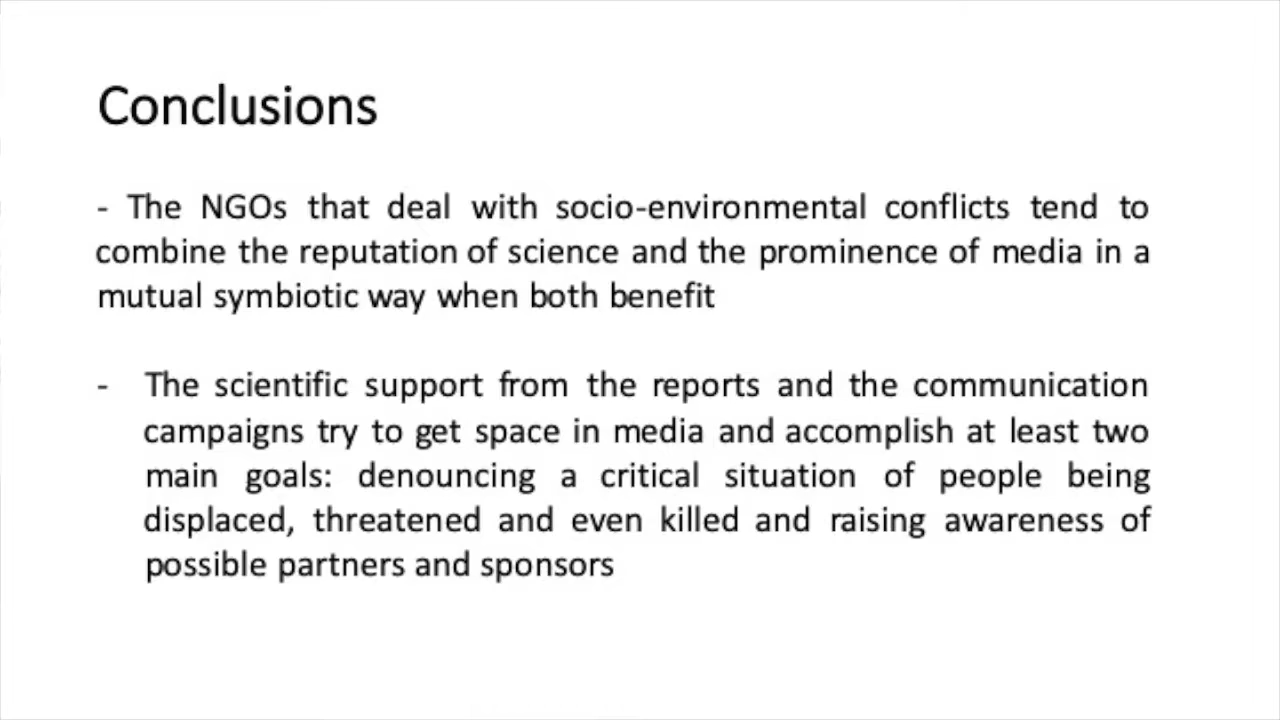 Conclusions
- The NGOs that deal with socio-environmental conflicts tend to
combine the reputation of science and the prominence of media in a
mutual symbiotic way when both benefit
- The scientific support from the reports and the communication
campaigns try to get space in media and accomplish at least two
main goals: denouncing a critical situation of people being
displaced, threatened and even killed and raising awareness of
possible partners and sponsors